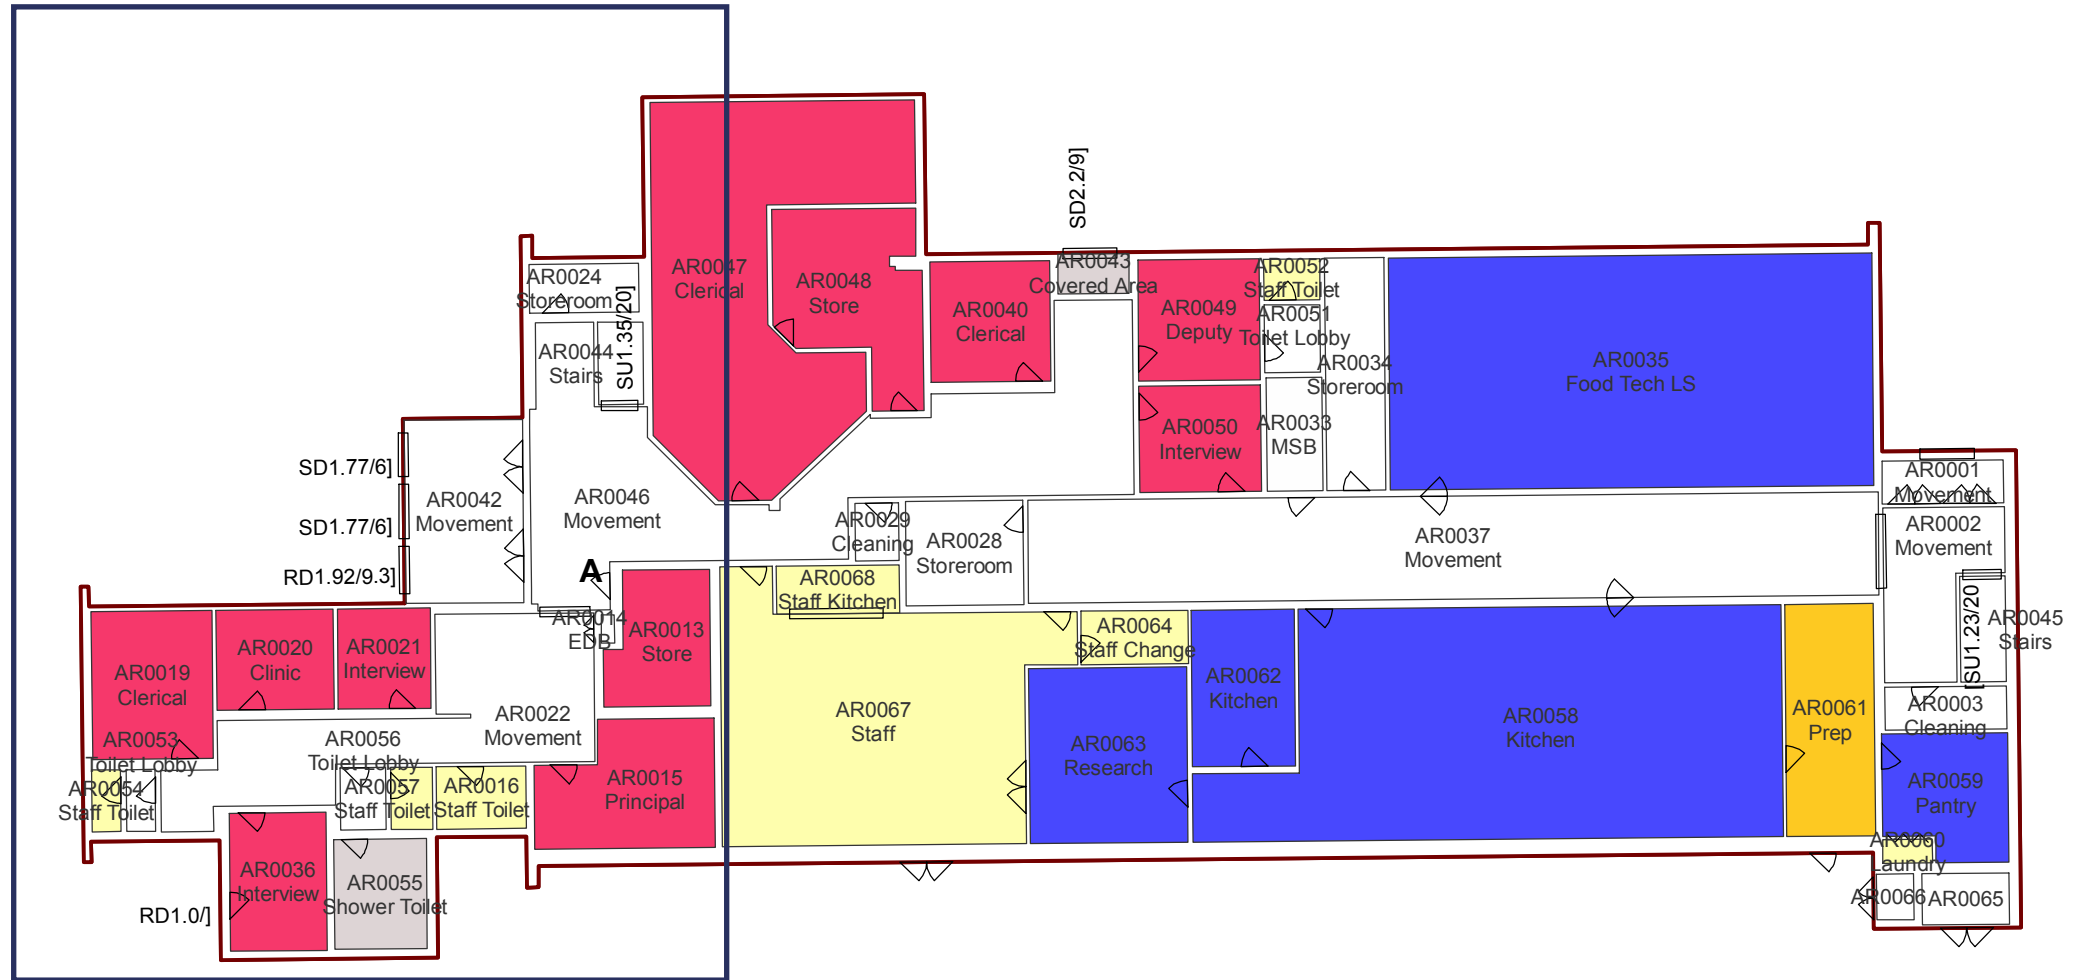 SD2.2/9]
AR0024
Storeroom
SU1.35/20]
AR0044
Stairs
AR0047
Clerical
AR0048
Store
AR0040
Clerical
AR0043
Covered Area
AR0049
Deputy
AR0052
Staff Toilet
AR0051
Toilet Lobby
AR0034
Storeroom
AR0035
Food Tech LS
AR0050
Interview
AR0033
MSB
SD1.77/6]
SD1.77/6]
RD1.92/9.3]
AR0042
Movement
AR0046
Movement
A
AR0029
Cleaning
AR0028
Storeroom
AR0037
Movement
AR0001
Movement
AR0002
Movement
AR0045
Stairs
[SU1.23/20
AR0003
Cleaning
AR0019
Clerical
AR0020
Clinic
AR0021
Interview
AR0014
EDB
AR0013
Store
AR0068
Staff Kitchen
AR0064
Staff Change
AR0062
Kitchen
AR0058
Kitchen
AR0061
Prep
AR0059
Pantry
AR0067
Staff
AR0063
Research
AR0022
Movement
AR0053
Toilet Lobby
AR0056
Toilet Lobby
AR0054
Staff Toilet
AR0057
Staff Toilet
AR0016
Staff Toilet
AR0015
Principal
AR0060
Laundry
AR0066
AR0065
AR0036
Interview
AR0055
Shower Toilet
RD1.0/]